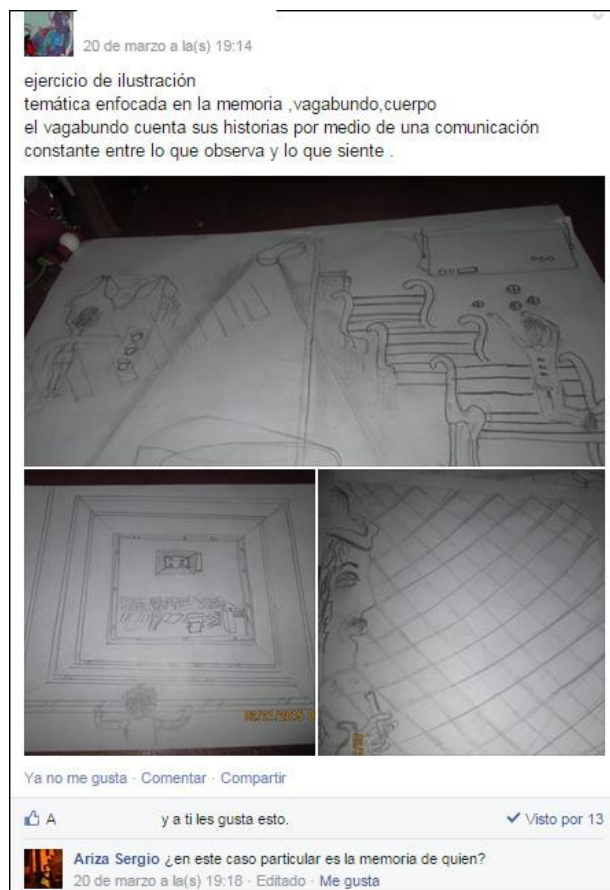 20 de marzo a la(s) 19:14
ejercicio de ilustración
temática enfocada en la memoria ,vagabundo,cuerpo
el vagabundo cuenta sus historias por medio de una comunicación
constante entre lo que observa y lo que siente .
Ya no me gusta · Comentar · Compartir
A y a ti les gusta esto.
Visto por 13
Ariza Sergio ¿en este caso particular es la memoria de quien?
20 de marzo a la(s) 19:18 · Editado · Me gusta